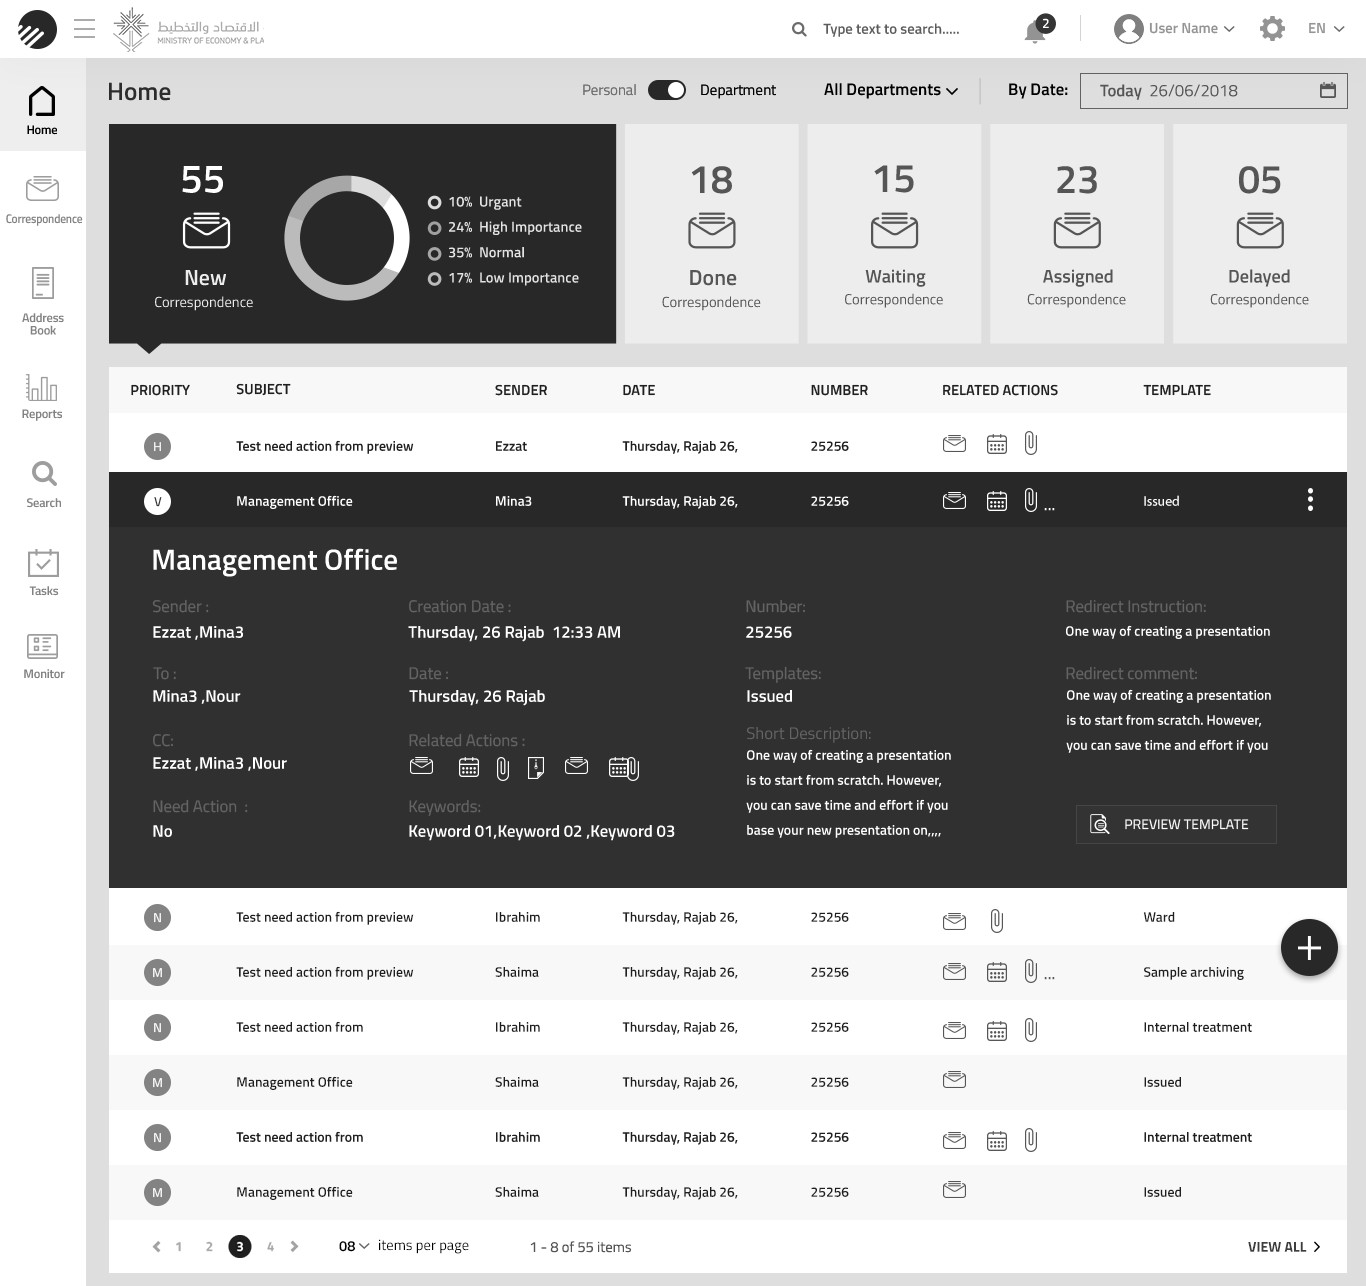 الاقتصاد والتخطيط
MINISTRY OF ECONOMY & PLA
Type text to search.....
2
User Name
EN
Home
Correspondence
Address
Book
Reports
Search
Tasks
Monitor
Home
Personal
Department
All Departments
By Date:
Today 26/06/2018
55
New
Correspondence
10% Urgant
24% High Importance
35% Normal
17% Low Importance
18
Done
Correspondence
15
Waiting
Correspondence
23
Assigned
Correspondence
05
Delayed
Correspondence
PRIORITY SUBJECT SENDER DATE NUMBER RELATED ACTIONS TEMPLATE
H Test need action from preview Ezzat Thursday, Rajab 26, 25256
V Management Office Mina3 Thursday, Rajab 26, 25256 ... Issued
Management Office
Sender :
Ezzat ,Mina3
To :
Mina3 ,Nour
CC:
Ezzat ,Mina3 ,Nour
Need Action :
No
Creation Date :
Thursday, 26 Rajab 12:33 AM
Date :
Thursday, 26 Rajab
Related Actions :
Keywords:
Keyword 01,Keyword 02 ,Keyword 03
Number:
25256
Templates:
Issued
Short Description:
One way of creating a presentation
is to start from scratch. However,
you can save time and effort if you
base your new presentation on,,,,
Redirect Instruction:
One way of creating a presentation
Redirect comment:
One way of creating a presentation
is to start from scratch. However,
you can save time and effort if you
PREVIEW TEMPLATE
N Test need action from preview Ibrahim Thursday, Rajab 26, 25256 Ward
M Test need action from preview Shaima Thursday, Rajab 26, 25256 ... Sample archiving
N Test need action from Ibrahim Thursday, Rajab 26, 25256 Internal treatment
M Management Office Shaima Thursday, Rajab 26, 25256 Issued
N Test need action from Ibrahim Thursday, Rajab 26, 25256 Internal treatment
M Management Office Shaima Thursday, Rajab 26, 25256 Issued
1 2 3 4
08 items per page
1 - 8 of 55 items
VIEW ALL